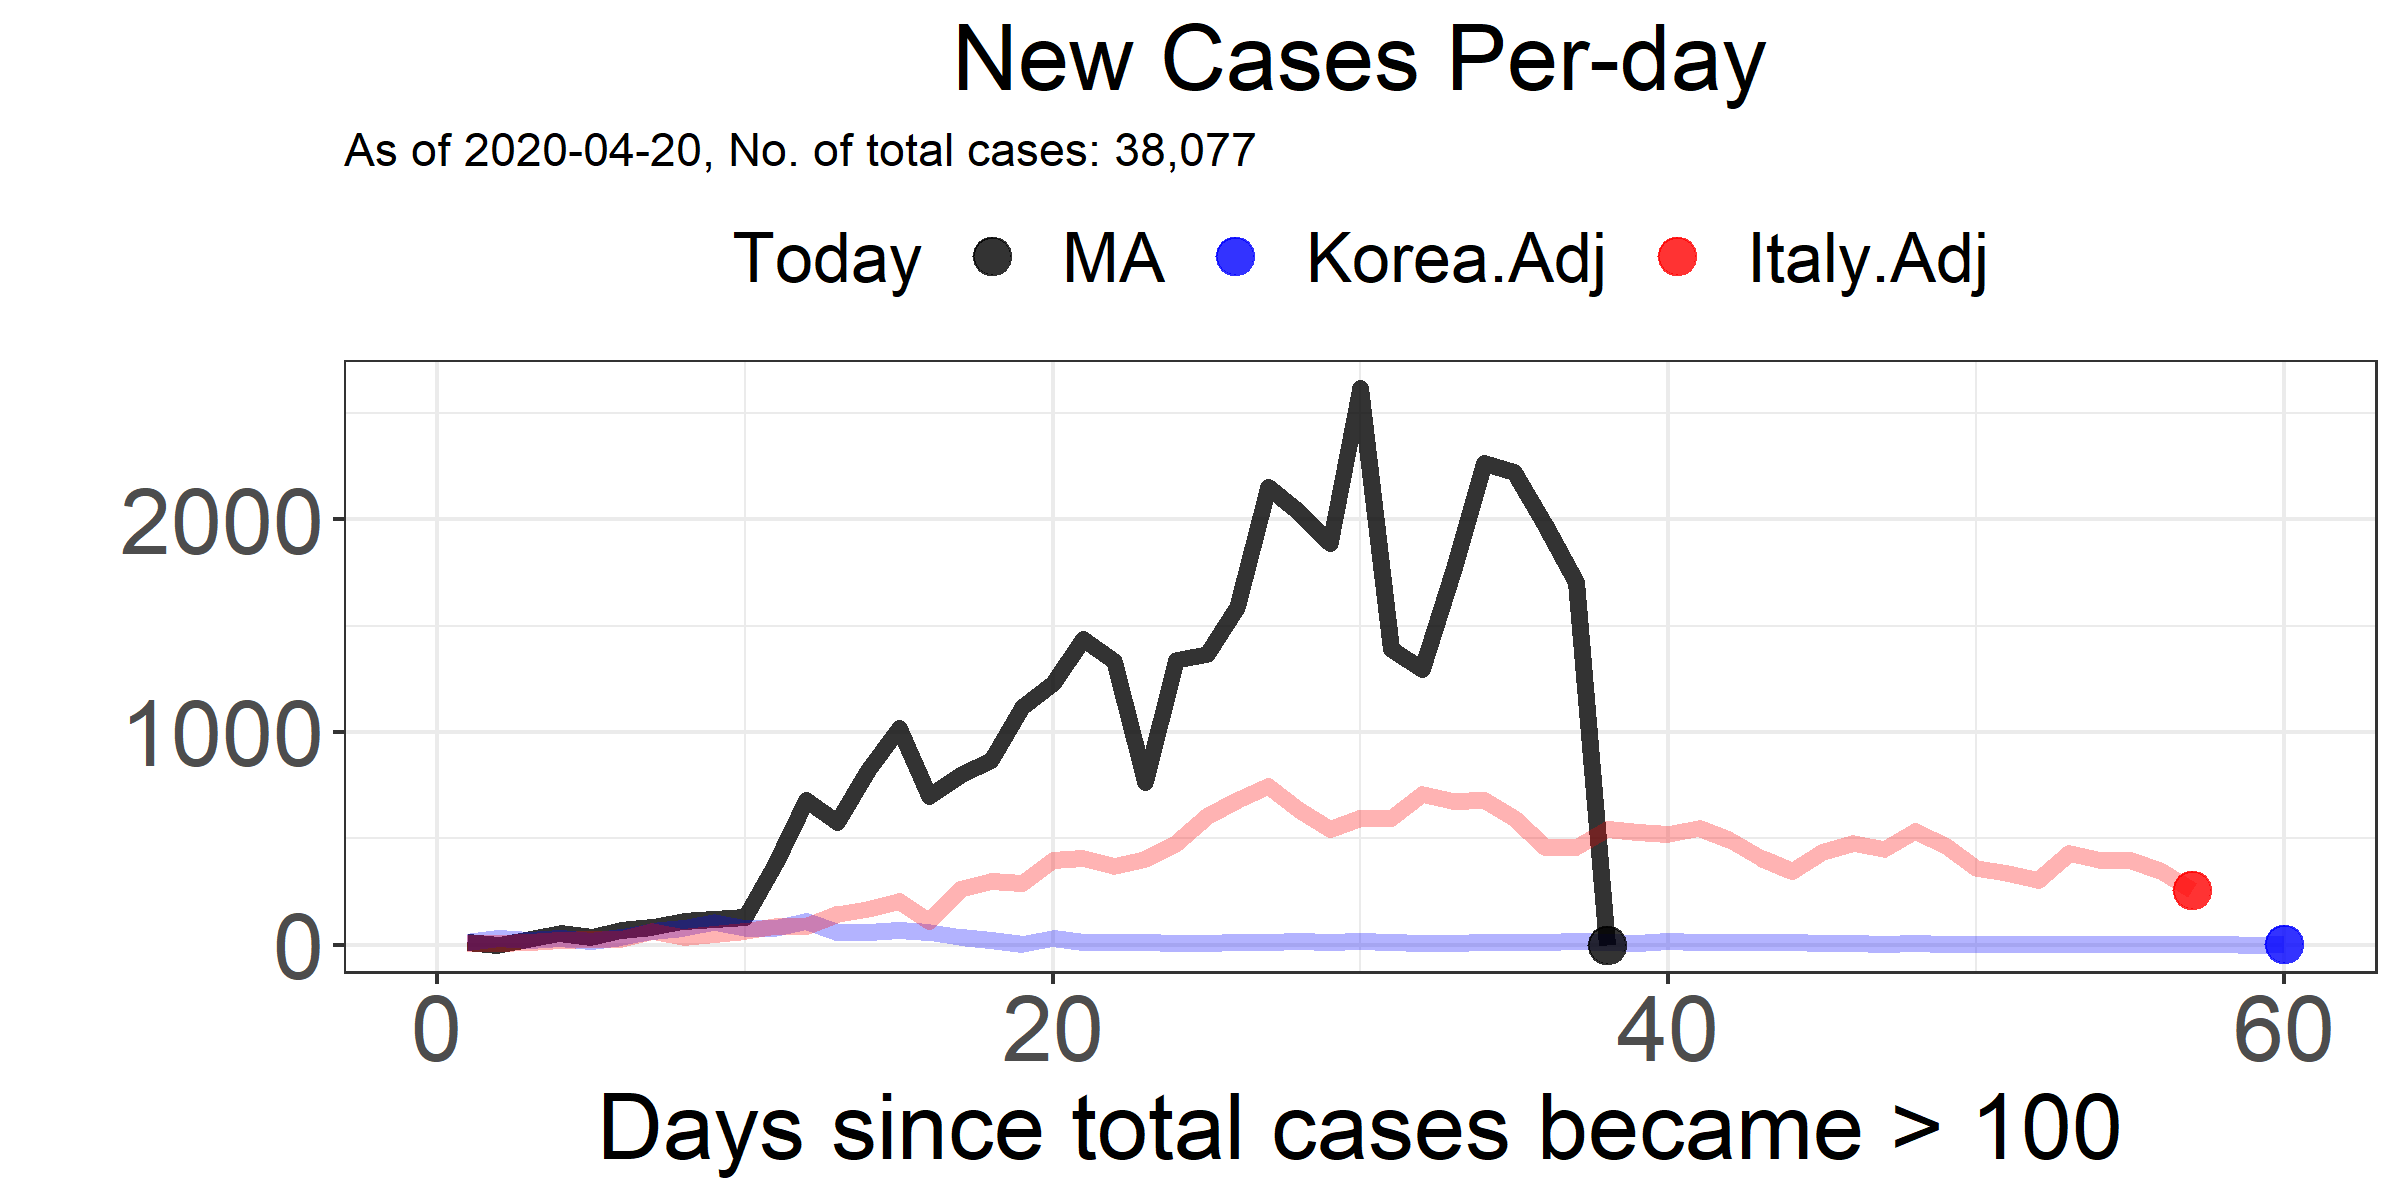 New Cases Per-day
As of 2020-04-20, No. of total cases: 38,077
Today MA Korea.Adj Italy.Adj
2000
1000
0
0 20 40 60
Days since total cases became > 100